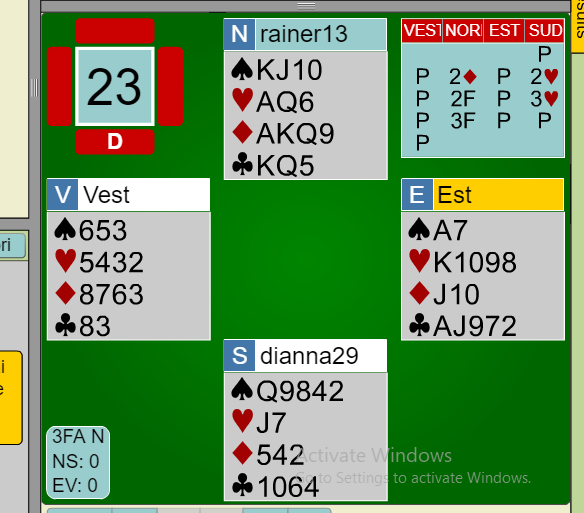 N rainer13
♠KJ10
♥AQ6
♦AKQ9
♣KQ5
23
D
VEST NOR EST SUD
P
P 2♦ P 2♥
P 2F P 3♥
P 3F P P
P
V Vest
♠653
♥5432
♦8763
♣83
E Est
♠A7
♥K1098
♦J10
♣AJ972
S dianna29
♠Q9842
♥J7
♦542
♣1064
3FA N
NS: 0
EV: 0
Activate Windows
Go to Settings to activate Windows.